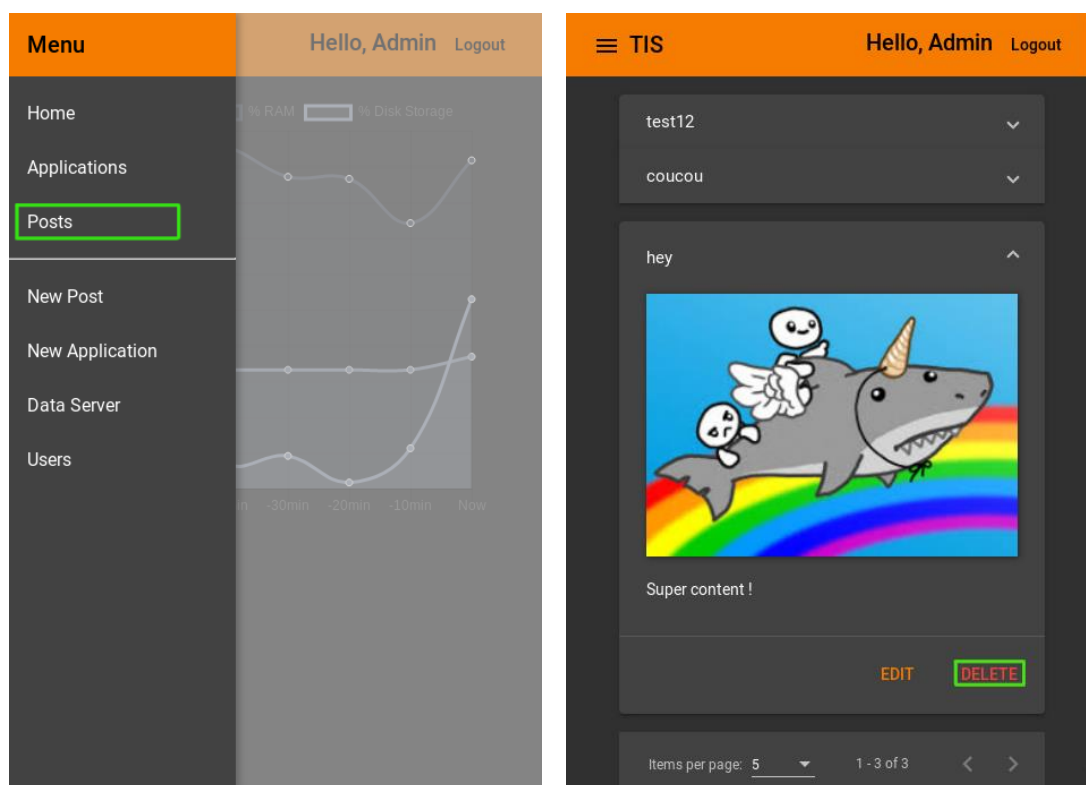 Menu
Hello, Admin Logout
Home
% RAM % Disk Storage
Applications
Posts
New Post
New Application
Data Server
Users
-30min -20min -10min Now
TIS
Hello, Admin Logout
test12
coucou
hey
Super content !
EDIT DELETE
Items per page: 5 1 - 3 of 3